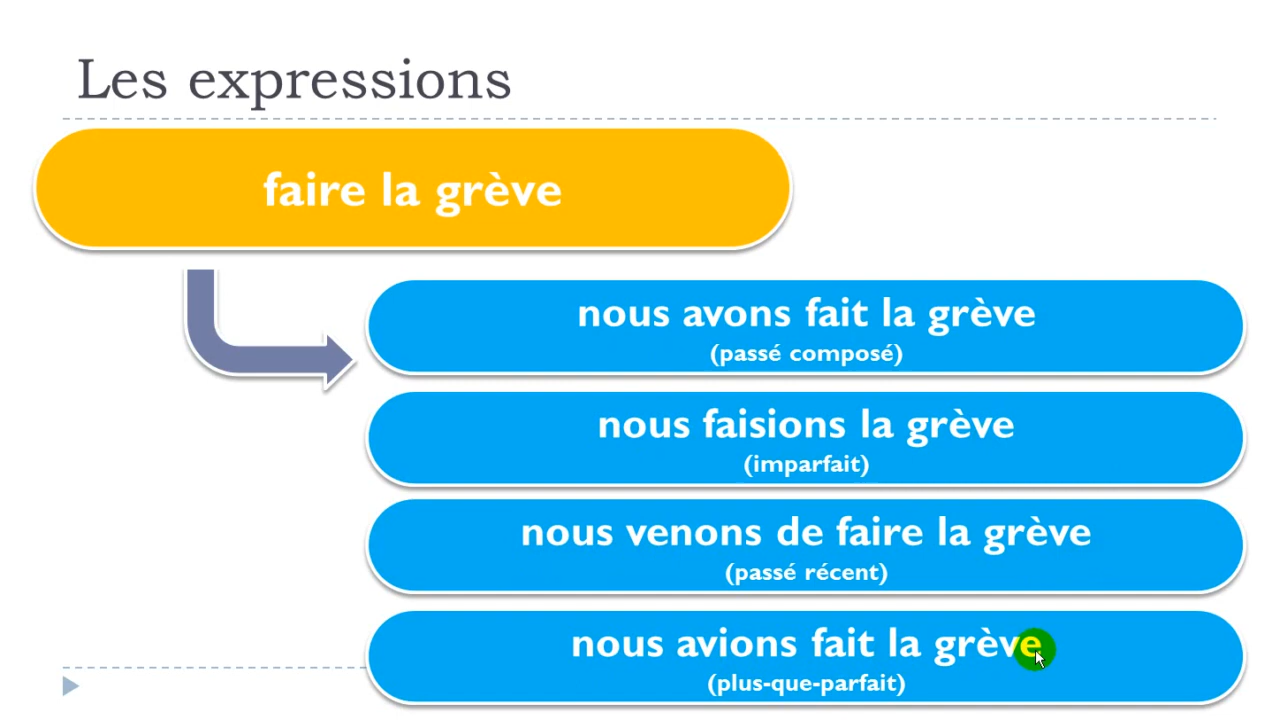 Les expressions
faire la grève
nous avons fait la grève
(passé composé)
nous faisions la grève
(imparfait)
nous venons de faire la grève
(passé récent)
nous avions fait la grève
(plus-que-parfait)